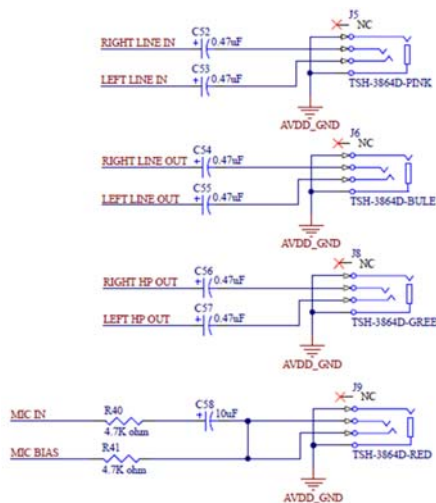 J5
NC
C52
RIGHT LINE IN
+
0.47uF
C53
LEFT LINE IN
+
0.47uF
TSH-3864D-PINK
AVDD_GND
J6
NC
C54
RIGHT LINE OUT
+
0.47uF
C55
LEFT LINE OUT
+
0.47uF
TSH-3864D-BULE
AVDD_GND
J8
NC
C56
RIGHT HP OUT
+
0.47uF
C57
LEFT HP OUT
+
0.47uF
TSH-3864D-GREE
AVDD_GND
J9
NC
C58
MIC IN
R40
+
10uF
4.7K ohm
MIC BIAS
R41
4.7K ohm
TSH-3864D-RED
AVDD_GND